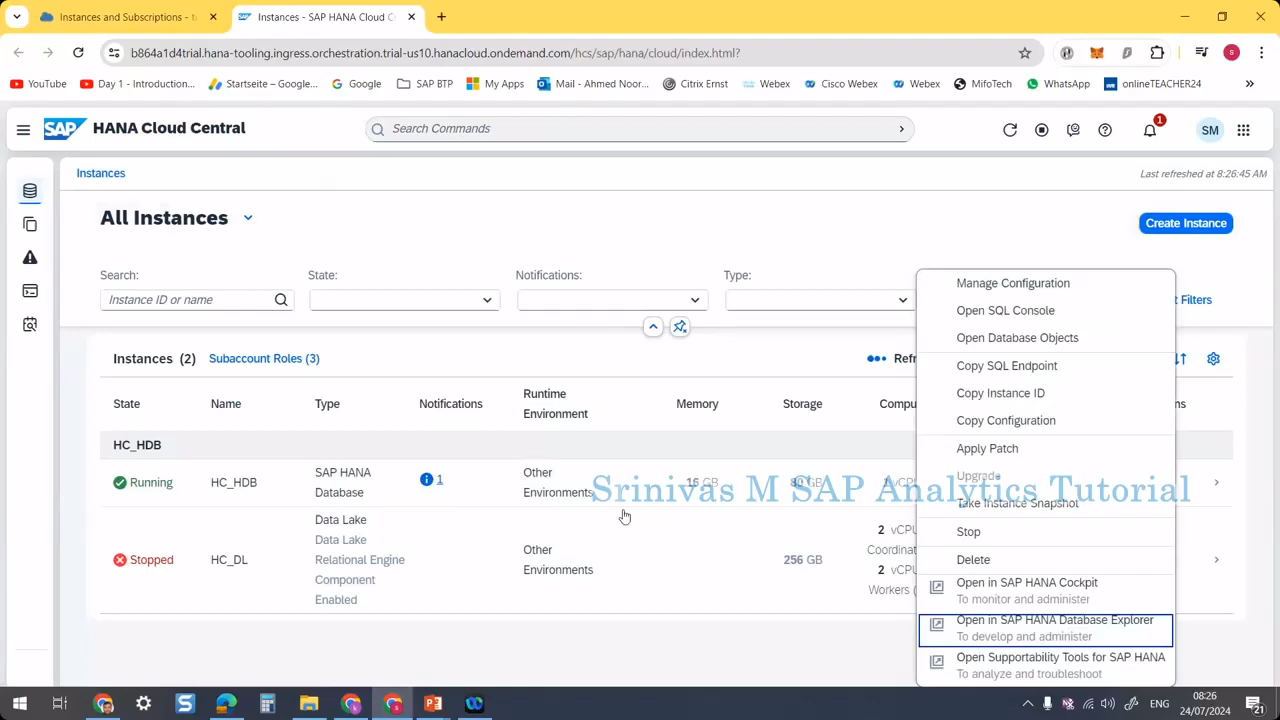 Instances and Subscriptions - t
Instances - SAP HANA Cloud C
b864a1d4trial.hana-tooling.ingress.orchestration.trial-us10.hanacloud.ondemand.com/hcs/sap/hana/cloud/index.html?
S
YouTube
Day 1 - Introduction...
Startseite – Google...
Google
SAP BTP
My Apps
Mail - Ahmed Noor...
Citrix Ernst
Webex
Cisco Webex
Webex
MifoTech
WhatsApp
onlineTEACHER24
SAP
HANA Cloud Central
Search Commands
1
SM
Instances
Last refreshed at 8:26:45 AM
All Instances
Create Instance
Search:
State:
Notifications:
Type:
Instance ID or name
t Filters
Instances (2)
Subaccount Roles (3)
Refr
State
Name
Type
Notifications
Runtime Environment
Memory
Storage
Compu
ns
HC_HDB
Running
HC_HDB
SAP HANA Database
1
Other Environments
16 GB
80 GB
1 vCPU
Stopped
HC_DL
Data Lake
Data Lake Relational Engine Component Enabled
Other Environments
256 GB
2 vCPU
Coordinat
2 vCPU
Workers (
Manage Configuration
Open SQL Console
Open Database Objects
Copy SQL Endpoint
Copy Instance ID
Copy Configuration
Apply Patch
Upgrade
Take Instance Snapshot
Stop
Delete
Open in SAP HANA Cockpit
To monitor and administer
Open in SAP HANA Database Explorer
To develop and administer
Open Supportability Tools for SAP HANA
To analyze and troubleshoot
Srinivas M SAP Analytics Tutorial
ENG
08:26
24/07/2024
21